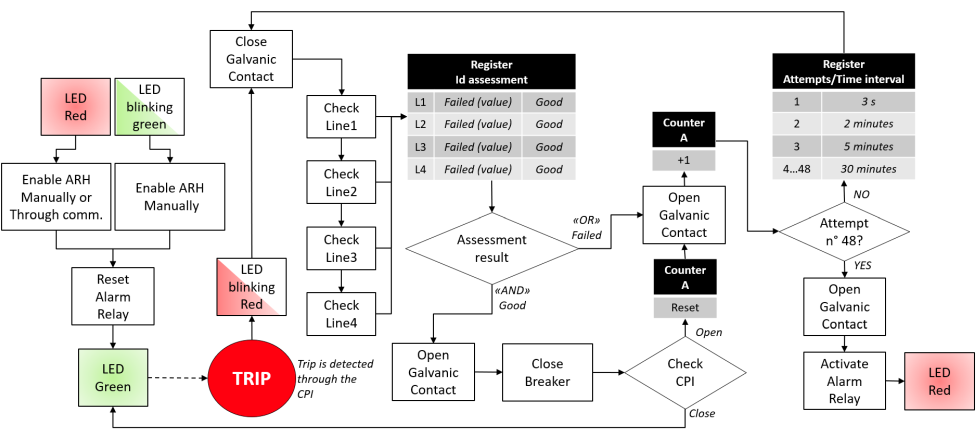 LED
Red
LED
blinking
green
Enable ARH
Manually or
Through comm.
Enable ARH
Manually
Reset
Alarm
Relay
LED
Green
Close
Galvanic
Contact
LED
blinking
Red
TRIP
Trip is detected
through the
CPI
Check
Line1
Check
Line2
Check
Line3
Check
Line4
Register
Id assessment
L1 Failed (value) Good
L2 Failed (value) Good
L3 Failed (value) Good
L4 Failed (value) Good
Assessment
result
«OR»
Failed
«AND»
Good
Open
Galvanic
Contact
Close
Breaker
Check
CPI
Open
Close
Counter
A
Reset
Open
Galvanic
Contact
Counter
A
+1
Register
Attempts/Time interval
1 3 s
2 2 minutes
3 5 minutes
4...48 30 minutes
NO
Attempt
n° 48?
YES
Open
Galvanic
Contact
Activate
Alarm
Relay
LED
Red